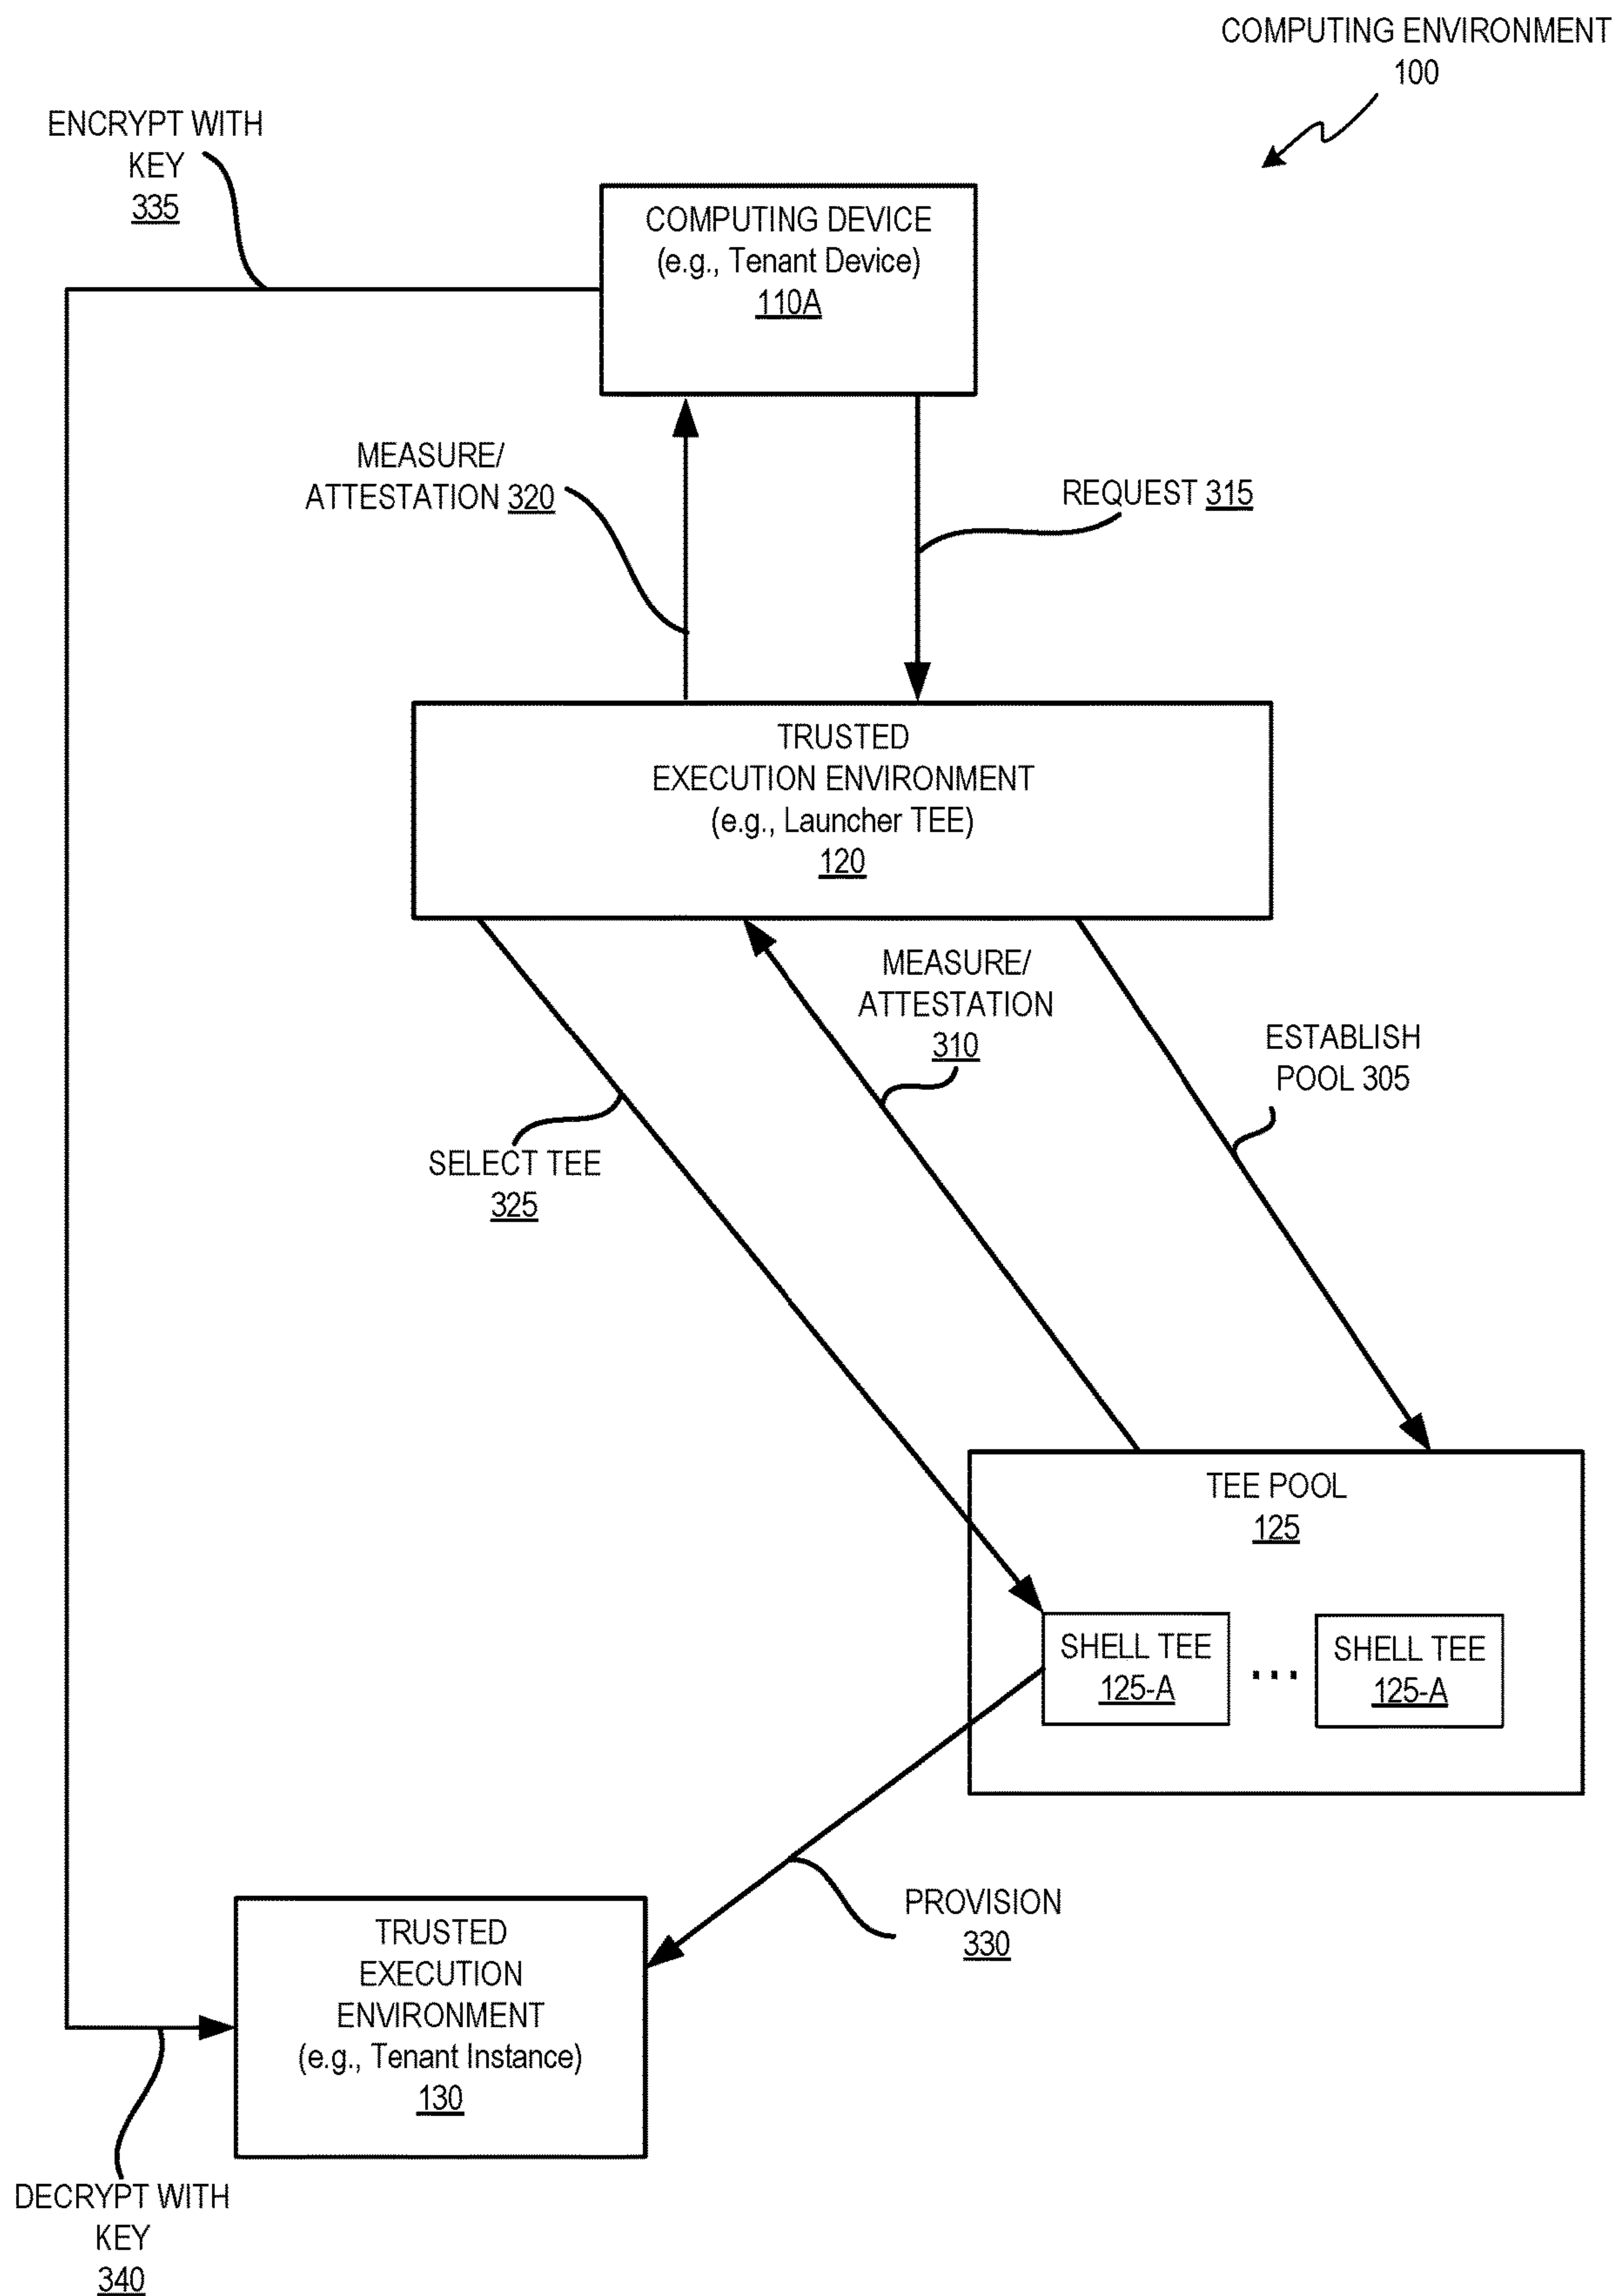 COMPUTING ENVIRONMENT
100
ENCRYPT WITH
KEY
335
COMPUTING DEVICE
(e.g., Tenant Device)
110A
MEASURE/
ATTESTATION 320
REQUEST 315
TRUSTED
EXECUTION ENVIRONMENT
(e.g., Launcher TEE)
120
MEASURE/
ATTESTATION
310
ESTABLISH
POOL 305
SELECT TEE
325
TEE POOL
125
SHELL TEE
125-A
...
SHELL TEE
125-A
PROVISION
330
TRUSTED
EXECUTION
ENVIRONMENT
(e.g., Tenant Instance)
130
DECRYPT WITH
KEY
340